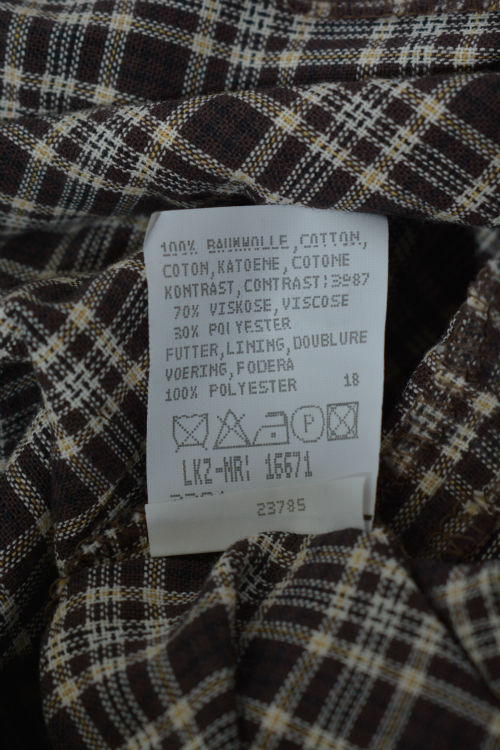 100% BAUMWOLLE,COTTON,
COTON,KATOENE,COTONE
KONTRAST,CONTRAST:3987
70% VISKOSE,VISCOSE
30% POLYESTER
FUTTER,LINING,DOUBLURE
VOERING,FODERA
100% POLYESTER 18
P
LKZ-NR: 16671
23785